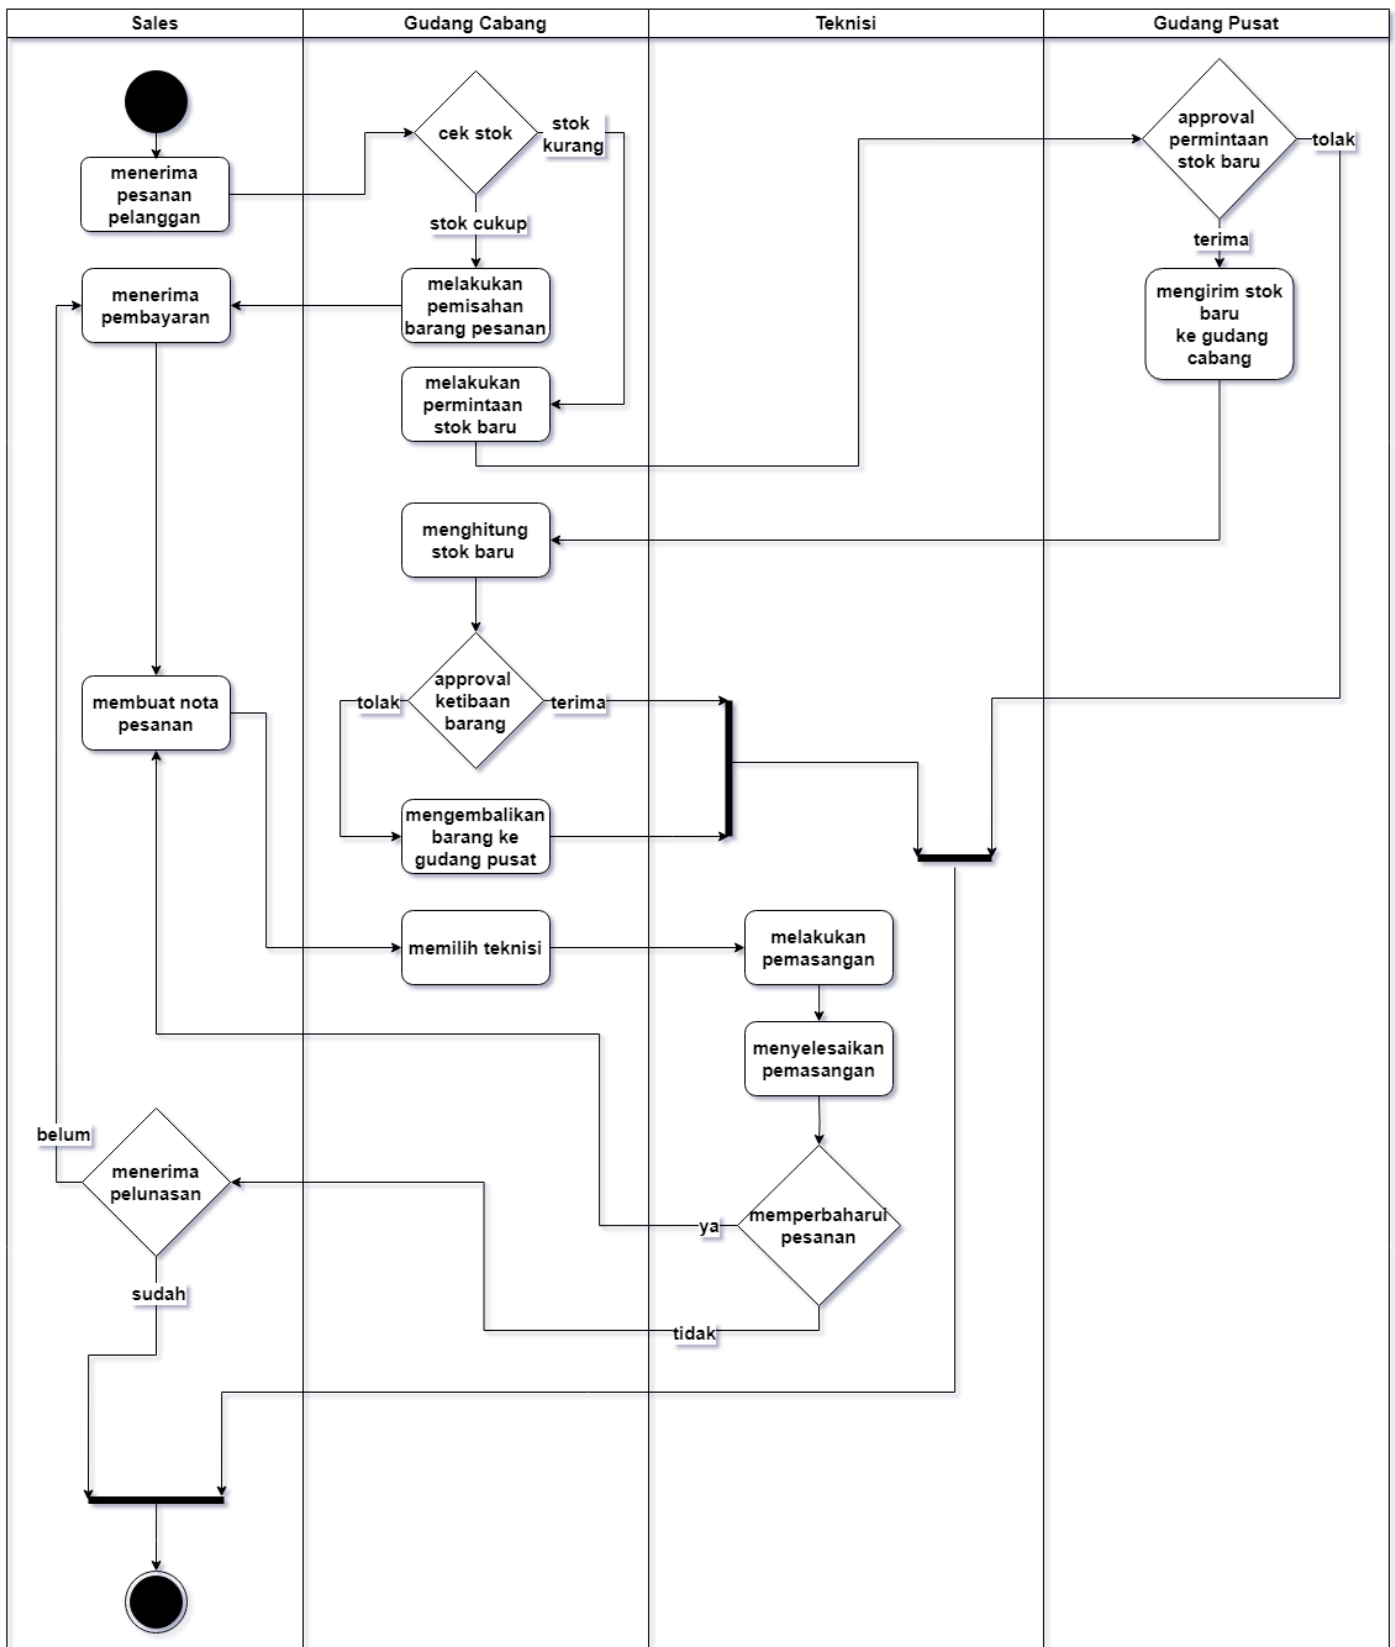 Sales
Gudang Cabang
Teknisi
Gudang Pusat
cek stok
stok
kurang
approval
permintaan
stok baru
tolak
menerima
pesanan
pelanggan
stok cukup
terima
menerima
pembayaran
melakukan
pemisahan
barang pesanan
mengirim stok
baru
ke gudang
cabang
melakukan
permintaan
stok baru
menghitung
stok baru
membuat nota
pesanan
tolak
approval
ketibaan
barang
terima
mengembalikan
barang ke
gudang pusat
memilih teknisi
melakukan
pemasangan
menyelesaikan
pemasangan
belum
menerima
pelunasan
ya
memperbaharui
pesanan
sudah
tidak